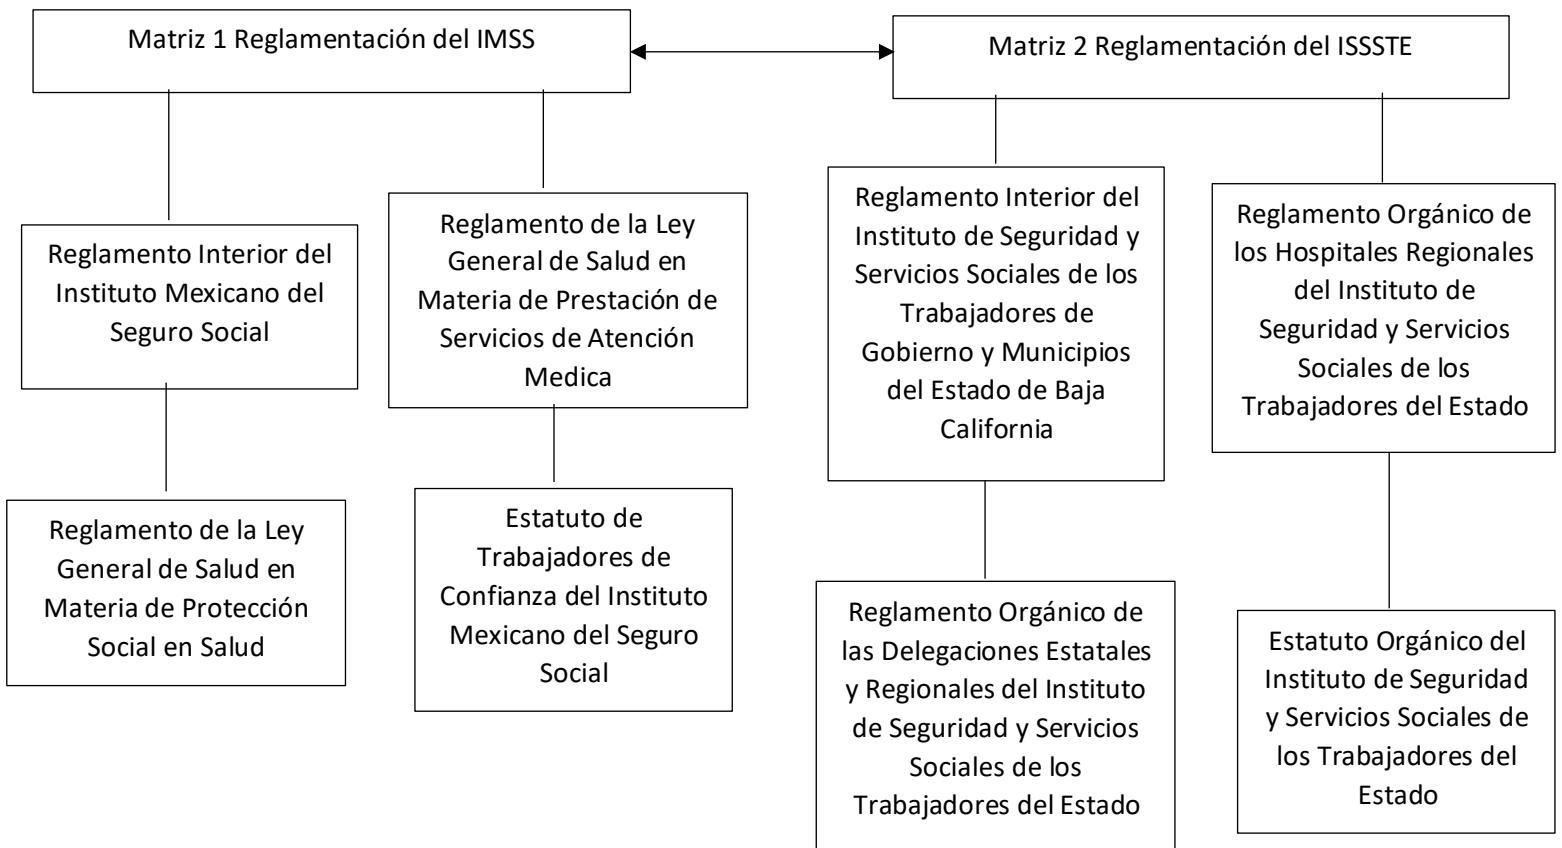 Matriz 1 Reglamentación del IMSS
Matriz 2 Reglamentación del ISSSTE
Reglamento Interior del
Instituto Mexicano del
Seguro Social
Reglamento de la Ley
General de Salud en
Materia de Prestación de
Servicios de Atención
Medica
Reglamento Interior del
Instituto de Seguridad y
Servicios Sociales de los
Trabajadores de
Gobierno y Municipios
del Estado de Baja
California
Reglamento Orgánico de
los Hospitales Regionales
del Instituto de
Seguridad y Servicios
Sociales de los
Trabajadores del Estado
Reglamento de la Ley
General de Salud en
Materia de Protección
Social en Salud
Estatuto de
Trabajadores de
Confianza del Instituto
Mexicano del Seguro
Social
Reglamento Orgánico de
las Delegaciones Estatales
y Regionales del Instituto
de Seguridad y Servicios
Sociales de los
Trabajadores del Estado
Estatuto Orgánico del
Instituto de Seguridad
y Servicios Sociales de
los Trabajadores del
Estado